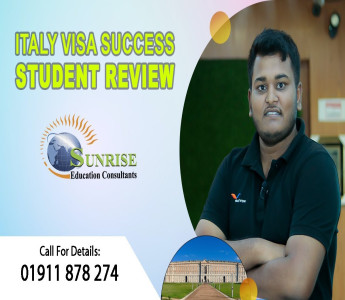 ITALY VISA SUCCESS
STUDENT REVIEW
SUNRISE
Education Consultants
Call For Details:
01911 878 274